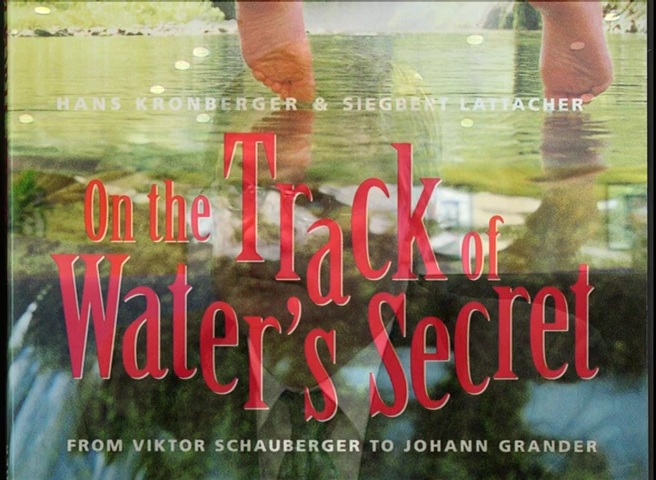 HANS KRONBERGER & SIEGBERT LATTACHER
On the Track of
Water's Secret
FROM VIKTOR SCHAUBERGER TO JOHANN GRANDER